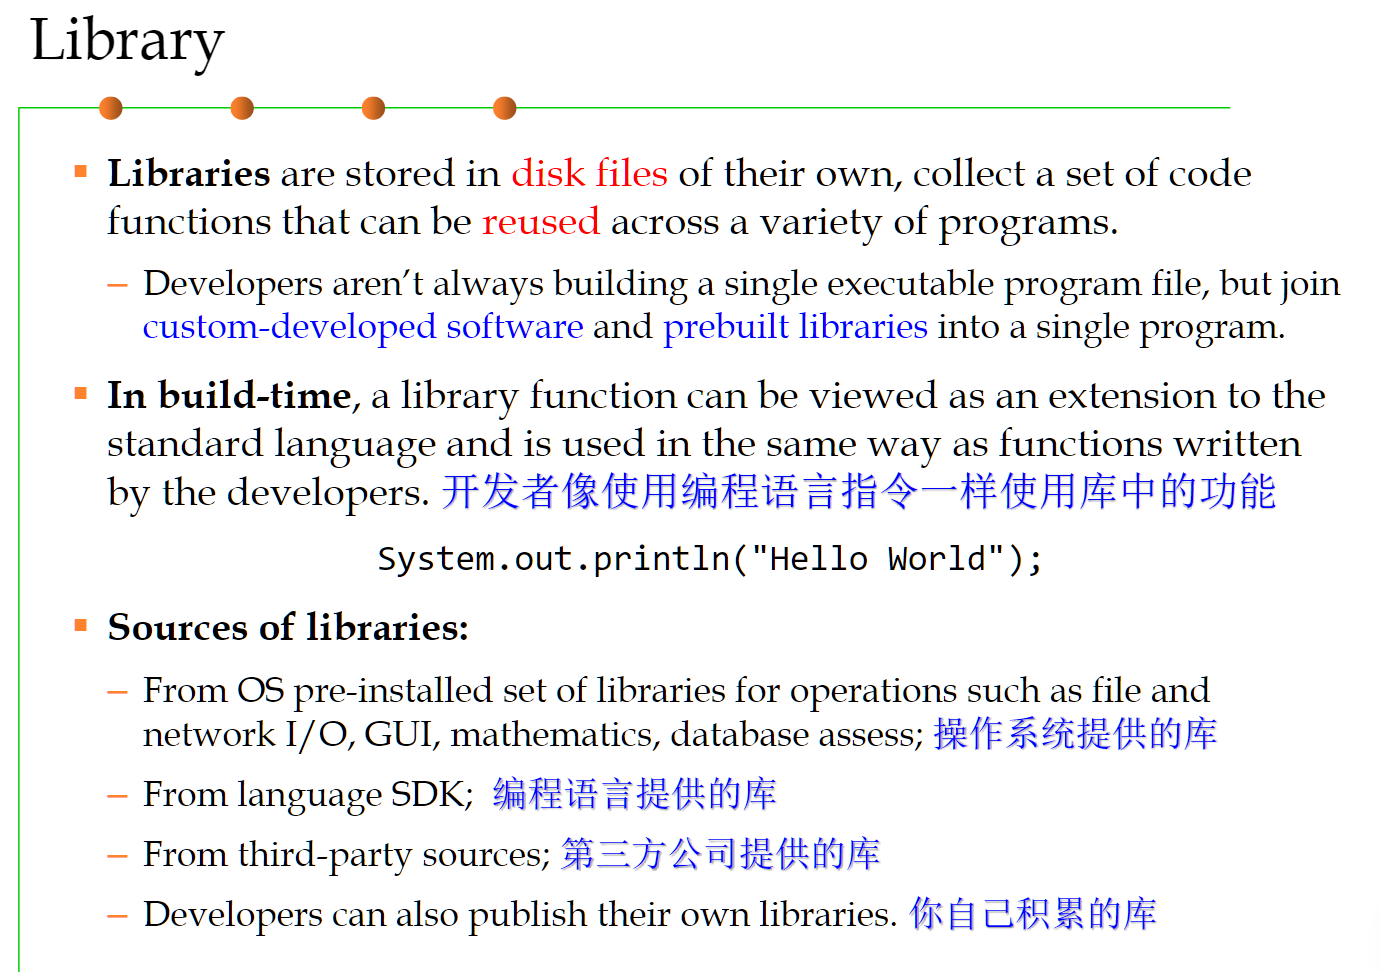 Library
Libraries are stored in disk files of their own, collect a set of code
functions that can be reused across a variety of programs.
– Developers aren’t always building a single executable program file, but join
custom-developed software and prebuilt libraries into a single program.
In build-time, a library function can be viewed as an extension to the
standard language and is used in the same way as functions written
by the developers. 开发者像使用编程语言指令一样使用库中的功能
System.out.println("Hello World");
Sources of libraries:
– From OS pre-installed set of libraries for operations such as file and
network I/O, GUI, mathematics, database assess; 操作系统提供的库
– From language SDK; 编程语言提供的库
– From third-party sources; 第三方公司提供的库
– Developers can also publish their own libraries. 你自己积累的库